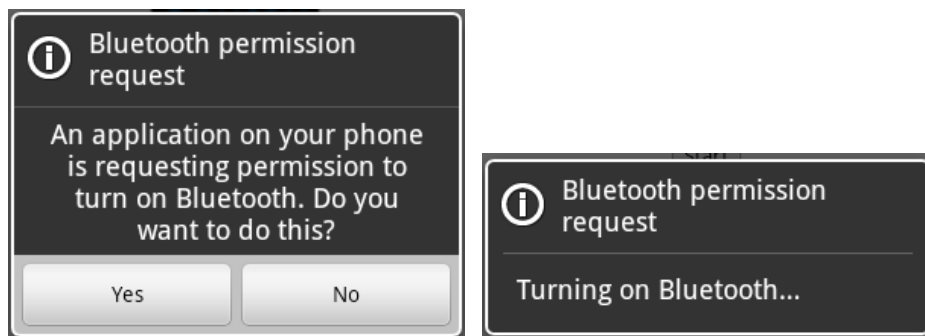 Bluetooth permission
request
An application on your phone
is requesting permission to
turn on Bluetooth. Do you
want to do this?
Yes
No
Bluetooth permission
request
Turning on Bluetooth...